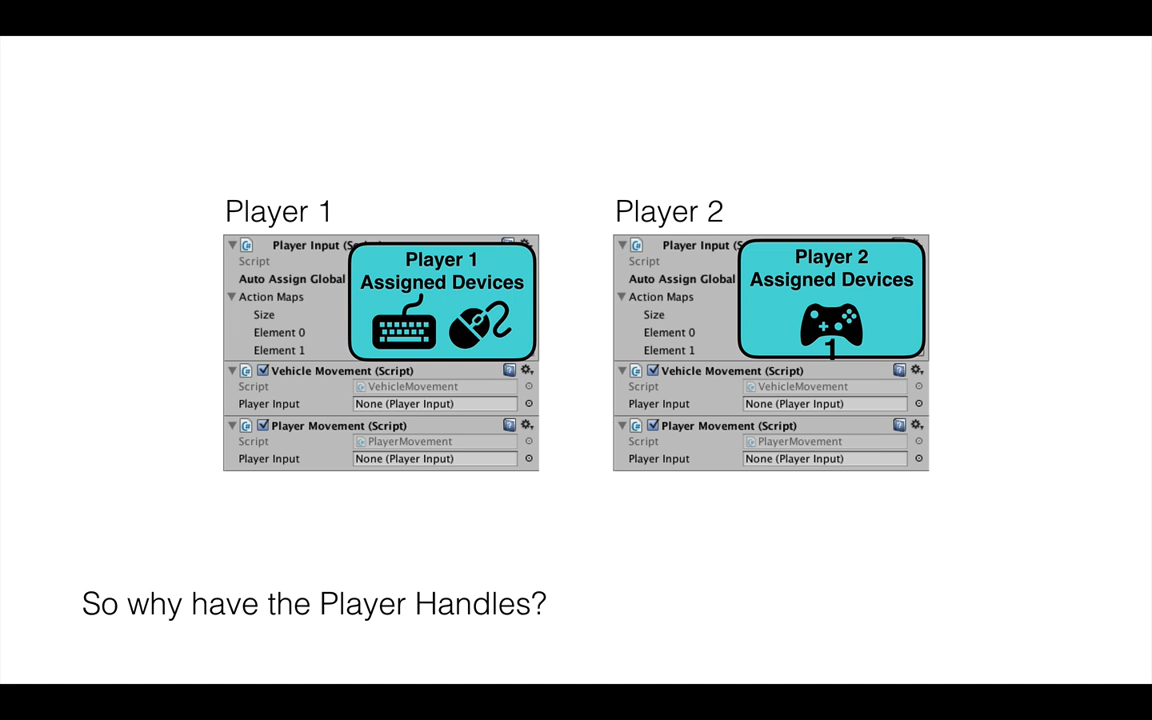 Player 1
Player Input (Sc
Player 1
Assigned Devices
Script
Auto Assign Global
Action Maps
Size
Element 0
Element 1
Vehicle Movement (Script)
Script VehicleMovement
Player Input None (Player Input)
Player Movement (Script)
Script PlayerMovement
Player Input None (Player Input)
Player 2
Player Input (S
Player 2
Assigned Devices
1
Script
Auto Assign Global
Action Maps
Size
Element 0
Element 1
Vehicle Movement (Script)
Script VehicleMovement
Player Input None (Player Input)
Player Movement (Script)
Script PlayerMovement
Player Input None (Player Input)
So why have the Player Handles?